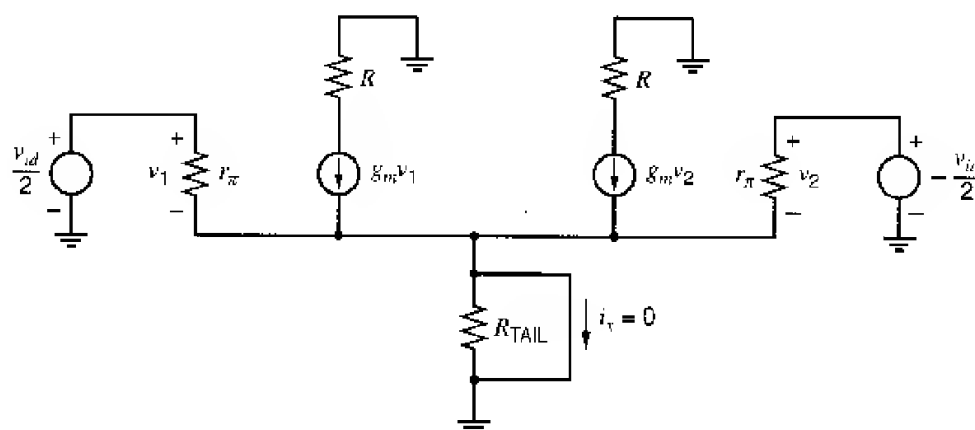 R
R
+
+
+
+
v_id/2
v_1
r_π
g_m v_1
g_m v_2
r_π
v_2
−v_id/2
−
−
−
−
R_TAIL
i_x = 0